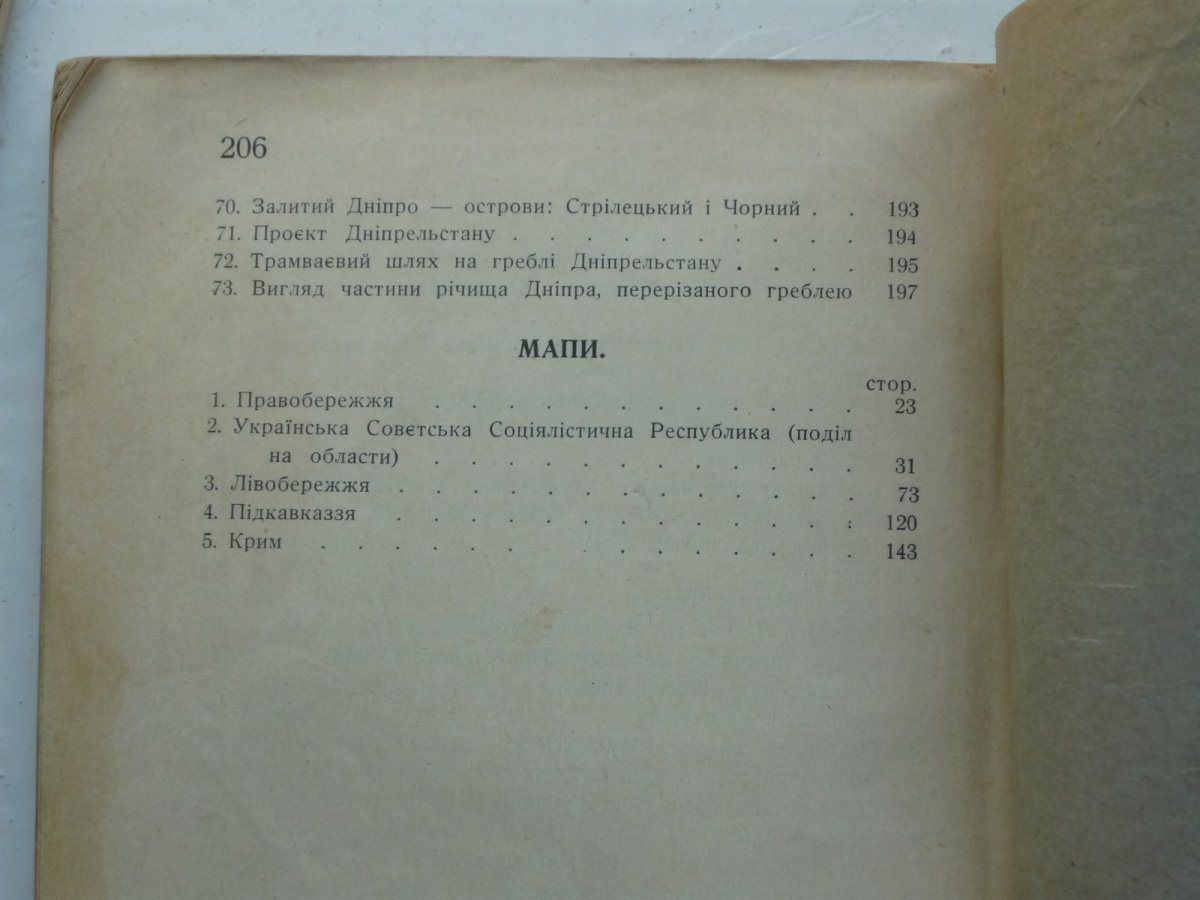 206
70. Залитий Дніпро — острови: Стрілецький і Чорний . . 193
71. Проєкт Дніпрельстану . . . . . . . . . . 194
72. Трамваєвий шлях на греблі Дніпрельстану . . . . 195
73. Вигляд частини річища Дніпра, перерізаного греблею 197
МАПИ.
стор.
1. Правобережжя . . . . . . . . . . . . 23
2. Українська Совєтська Соціялістична Республика (поділ
на области) . . . . . . . . . . . . 31
3. Лівобережжя . . . . . . . . . . . . . 73
4. Підкавказзя . . . . . . . . . . . . . 120
5. Крим . . . . . . . . . . . . . 143